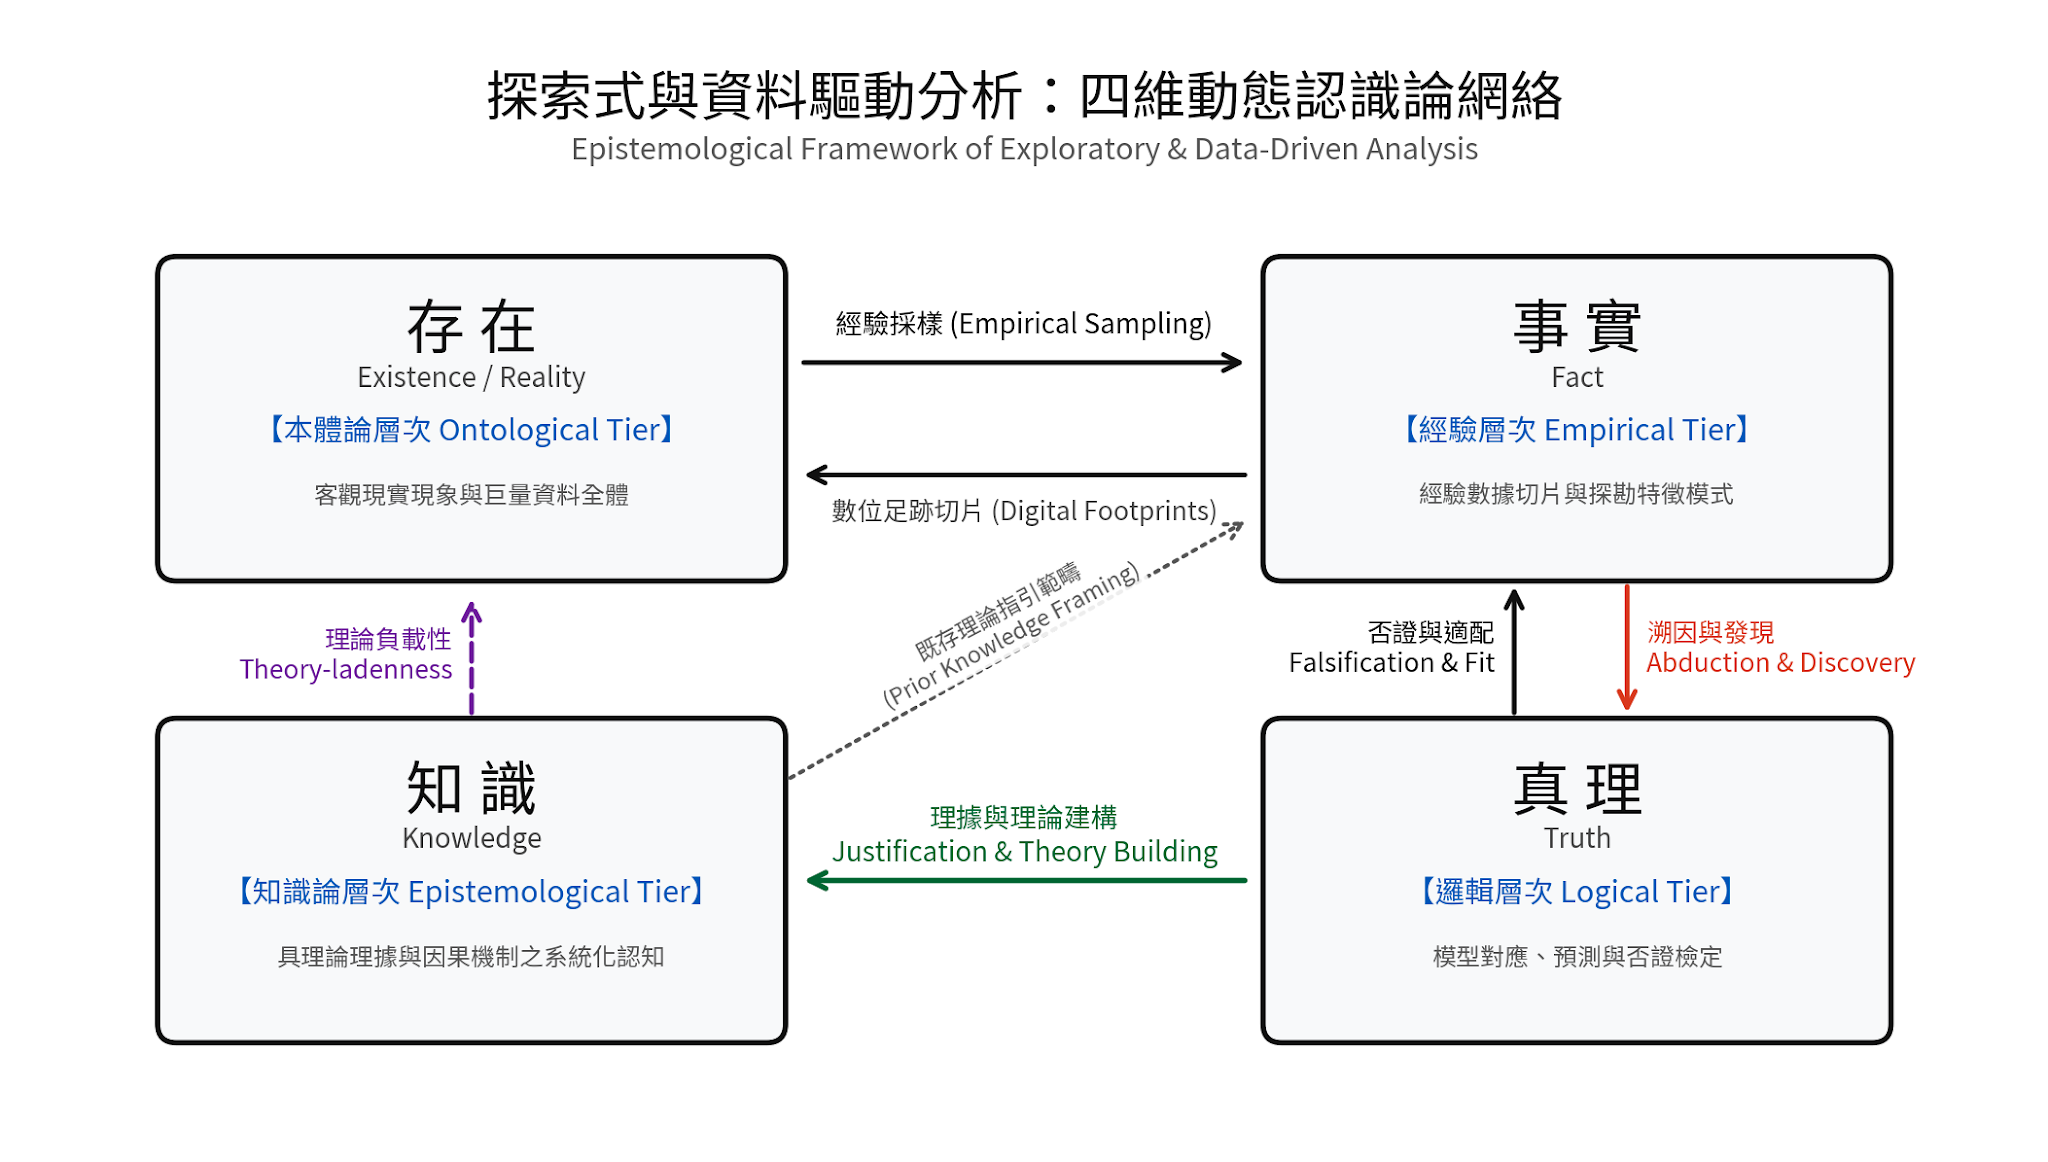 探索式與資料驅動分析：四維動態認識論網絡
Epistemological Framework of Exploratory & Data-Driven Analysis
存 在
Existence / Reality
【本體論層次 Ontological Tier】
客觀現實現象與巨量資料全體
經驗採樣 (Empirical Sampling)
數位足跡切片 (Digital Footprints)
事 實
Fact
【經驗層次 Empirical Tier】
經驗數據切片與探勘特徵模式
理論負載性
Theory-ladenness
既存理論指引範疇
(Prior Knowledge Framing)
否證與適配
Falsification & Fit
溯因與發現
Abduction & Discovery
知 識
Knowledge
【知識論層次 Epistemological Tier】
具理論理據與因果機制之系統化認知
理據與理論建構
Justification & Theory Building
真 理
Truth
【邏輯層次 Logical Tier】
模型對應、預測與否證檢定